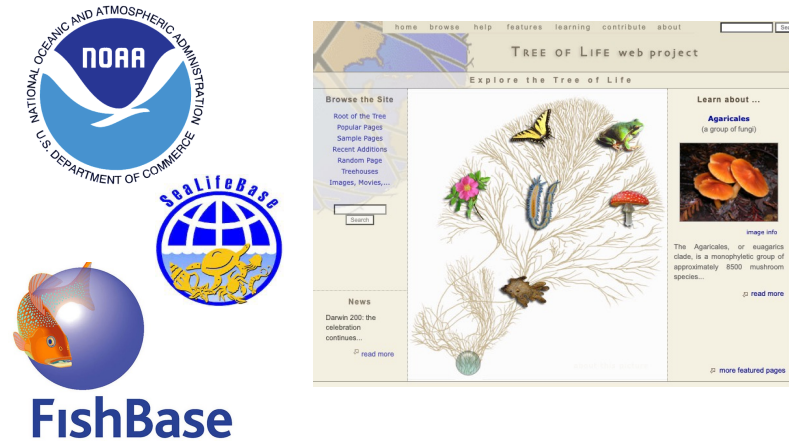 NATIONAL OCEANIC AND ATMOSPHERIC ADMINISTRATION
NOAA
U.S. DEPARTMENT OF COMMERCE
SeaLifeBase
FishBase
home browse help features learning contribute about
TREE OF LIFE web project
Explore the Tree of Life
Browse the Site
Root of the Tree
Popular Pages
Sample Pages
Recent Additions
Random Page
Treehouses
Images, Movies,...
Search
News
Darwin 200: the
celebration
continues...
read more
Learn about ...
Agaricales
(a group of fungi)
image info
The Agaricales, or euagarics
clade, is a monophyletic group of
approximately 8500 mushroom
species...
read more
more featured pages